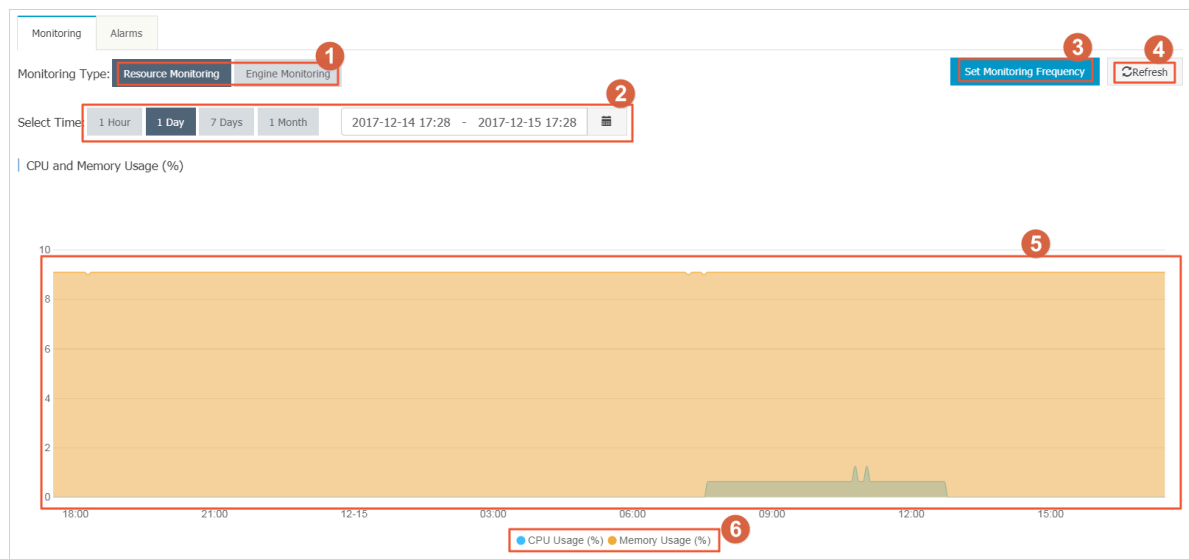 Monitoring Alarms
1
3
4
Monitoring Type: Resource Monitoring Engine Monitoring Set Monitoring Frequency Refresh
2
Select Time: 1 Hour 1 Day 7 Days 1 Month 2017-12-14 17:28 - 2017-12-15 17:28
CPU and Memory Usage (%)
5
10
8
6
4
2
0
18:00 21:00 12-15 03:00 06:00 09:00 12:00 15:00
CPU Usage (%) Memory Usage (%)
6